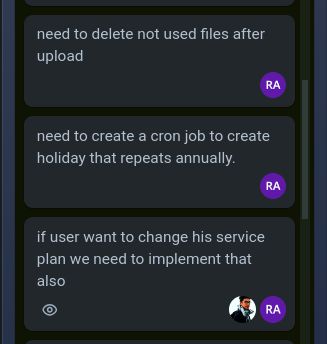 need to delete not used files after
upload
RA
need to create a cron job to create
holiday that repeats annually.
RA
if user want to change his service
plan we need to implement that
also
RA